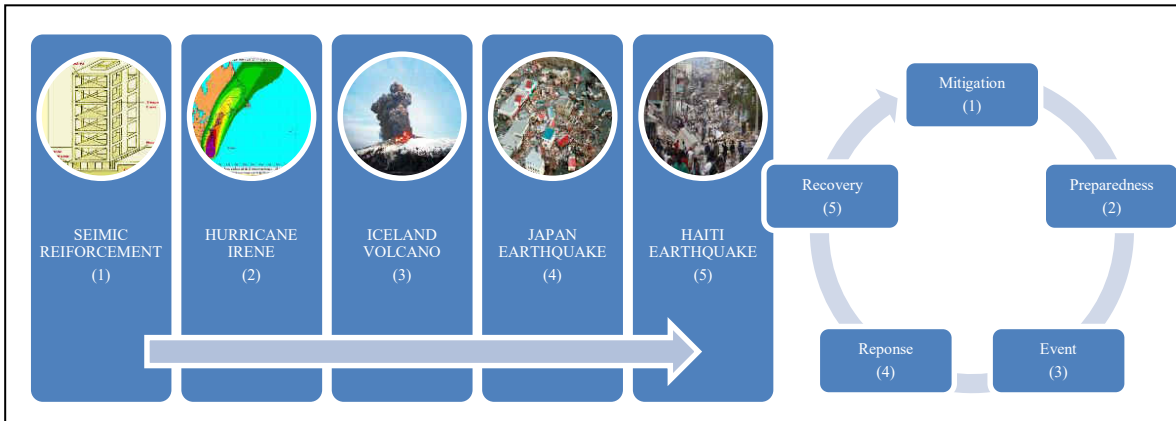 SEIMIC
REIFORCEMENT
(1)
HURRICANE
IRENE
(2)
ICELAND
VOLCANO
(3)
JAPAN
EARTHQUAKE
(4)
HAITI
EARTHQUAKE
(5)
Mitigation
(1)
Preparedness
(2)
Event
(3)
Reponse
(4)
Recovery
(5)